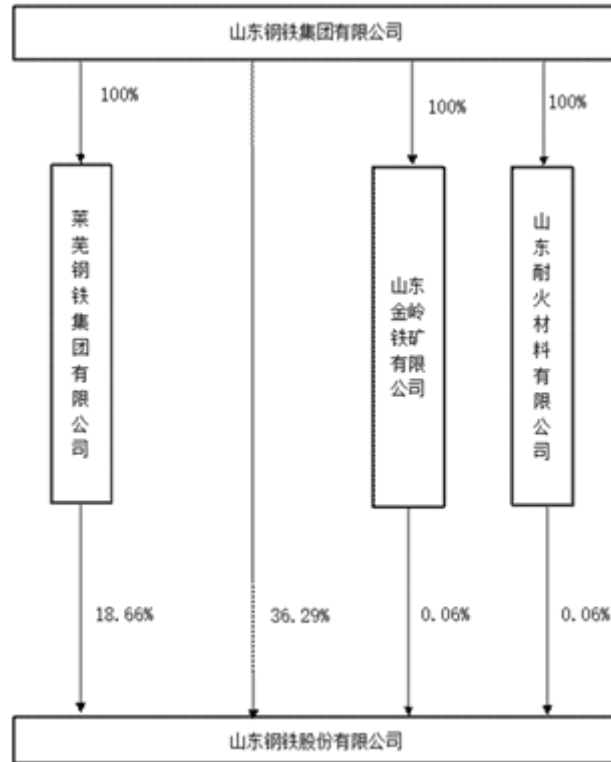 山东钢铁集团有限公司
100%
100%
100%
莱芜钢铁集团有限公司
山东
金岭
铁矿
有限
公司
山东耐火材料有限公司
18.66%
36.29%
0.06%
0.06%
山东钢铁股份有限公司